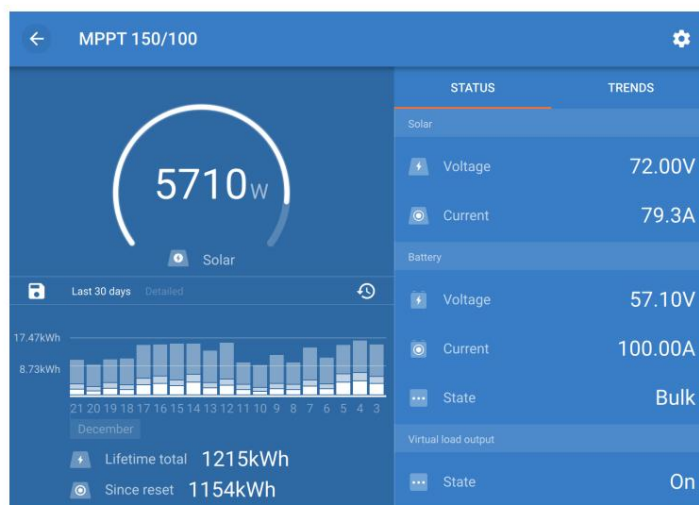 MPPT 150/100
5710W
Solar
Last 30 days Detailed
17.47kWh
8.73kWh
21 20 19 18 17 16 15 14 13 12 11 10 9 8 7 6 5 4 3
December
Lifetime total 1215kWh
Since reset 1154kWh
STATUS TRENDS
Solar
Voltage 72.00V
Current 79.3A
Battery
Voltage 57.10V
Current 100.00A
State Bulk
Virtual load output
State On